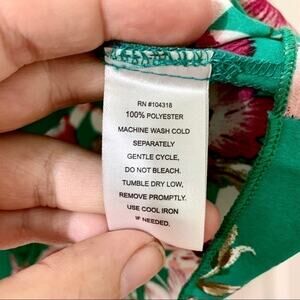 RN #104318
100% POLYESTER
MACHINE WASH COLD
SEPARATELY
GENTLE CYCLE,
DO NOT BLEACH.
TUMBLE DRY LOW,
REMOVE PROMPTLY.
USE COOL IRON
IF NEEDED.